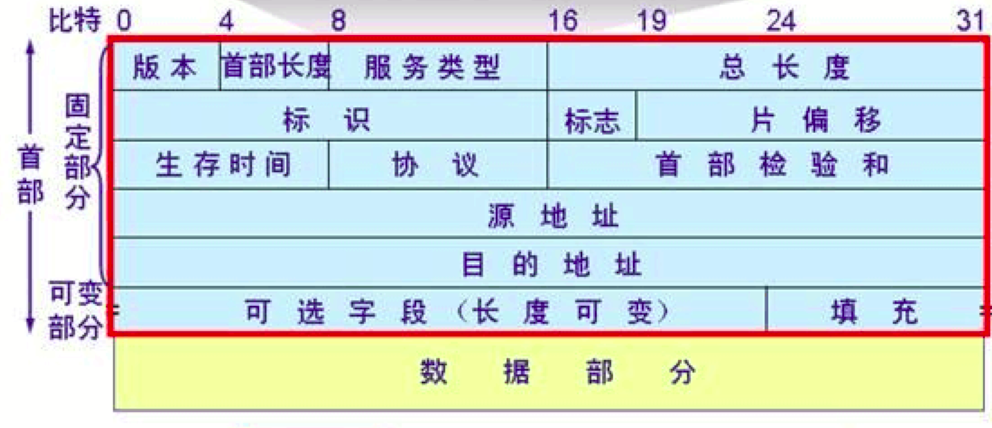 比特 0 4 8 16 19 24 31
版本 首部长度 服务类型 总长度
标识 标志 片偏移
生存时间 协议 首部检验和
源地址
目的地址
可选字段（长度可变） 填充
数据部分
首部
固定部分
可变部分